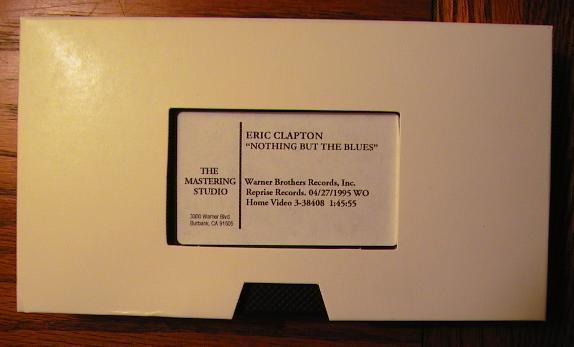 ERIC CLAPTON
"NOTHING BUT THE BLUES"
THE
MASTERING
STUDIO
Warner Brothers Records, Inc.
Reprise Records. 04/27/1995 WO
Home Video 3-38408 1:45:55
3300 Warner Blvd.
Burbank, CA 91505